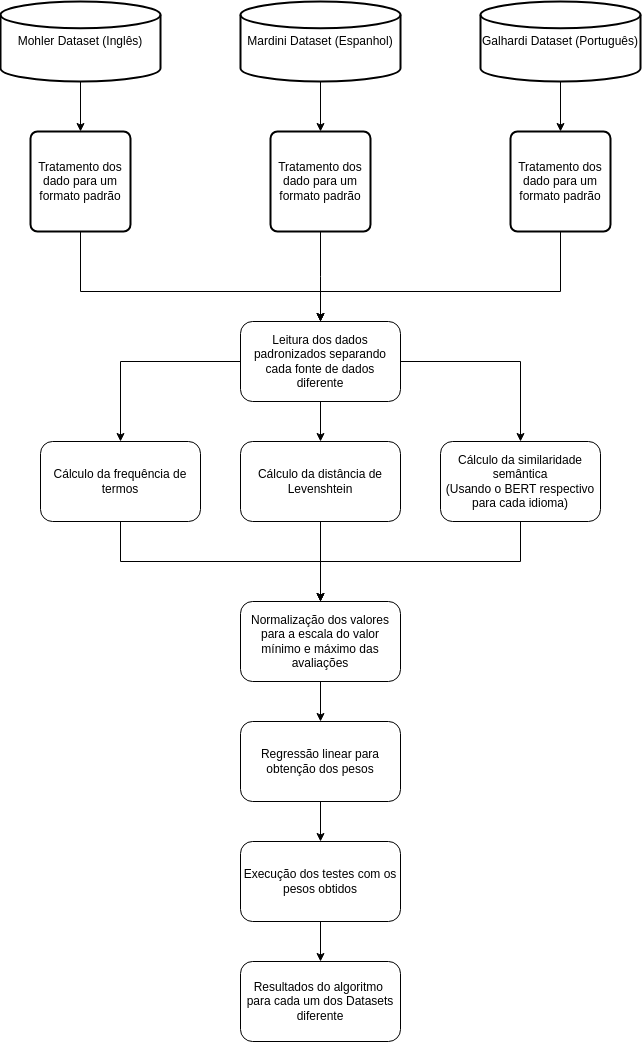 Mohler Dataset (Inglês)
Mardini Dataset (Espanhol)
Galhardi Dataset (Português)
Tratamento dos
dado para um
formato padrão
Tratamento dos
dado para um
formato padrão
Tratamento dos
dado para um
formato padrão
Leitura dos dados
padronizados separando
cada fonte de dados
diferente
Cálculo da frequência de
termos
Cálculo da distância de
Levenshtein
Cálculo da similaridade
semântica
(Usando o BERT respectivo
para cada idioma)
Normalização dos valores
para a escala do valor
mínimo e máximo das
avaliações
Regressão linear para
obtenção dos pesos
Execução dos testes com os
pesos obtidos
Resultados do algoritmo
para cada um dos Datasets
diferente